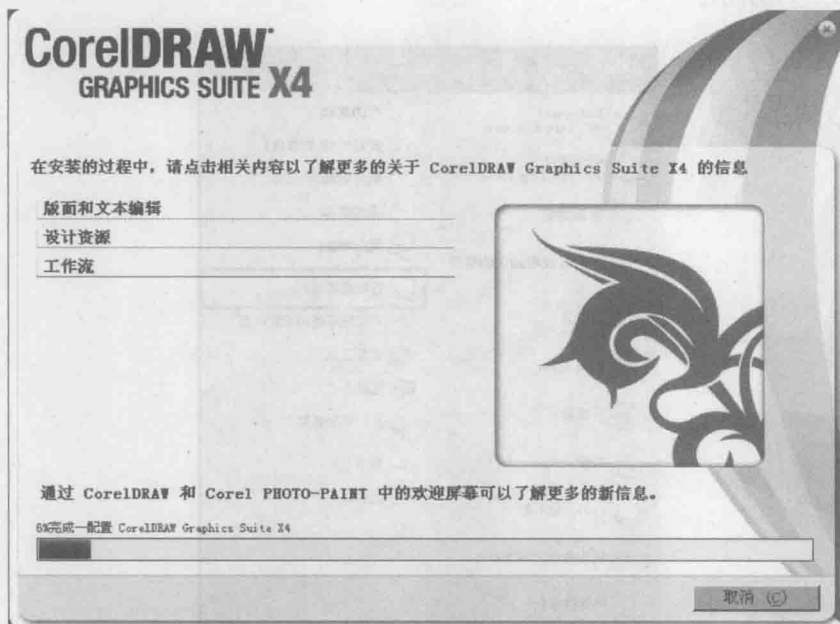 CorelDRAW
GRAPHICS SUITE X4
在安装的过程中，请点击相关内容以了解更多的关于 CorelDRAW Graphics Suite X4 的信息
版面和文本编辑
设计资源
工作流
通过 CorelDRAW 和 Corel PHOTO-PAINT 中的欢迎屏幕可以了解更多的新信息。
6%完成—配置 CorelDRAW Graphics Suite X4
取消 (C)